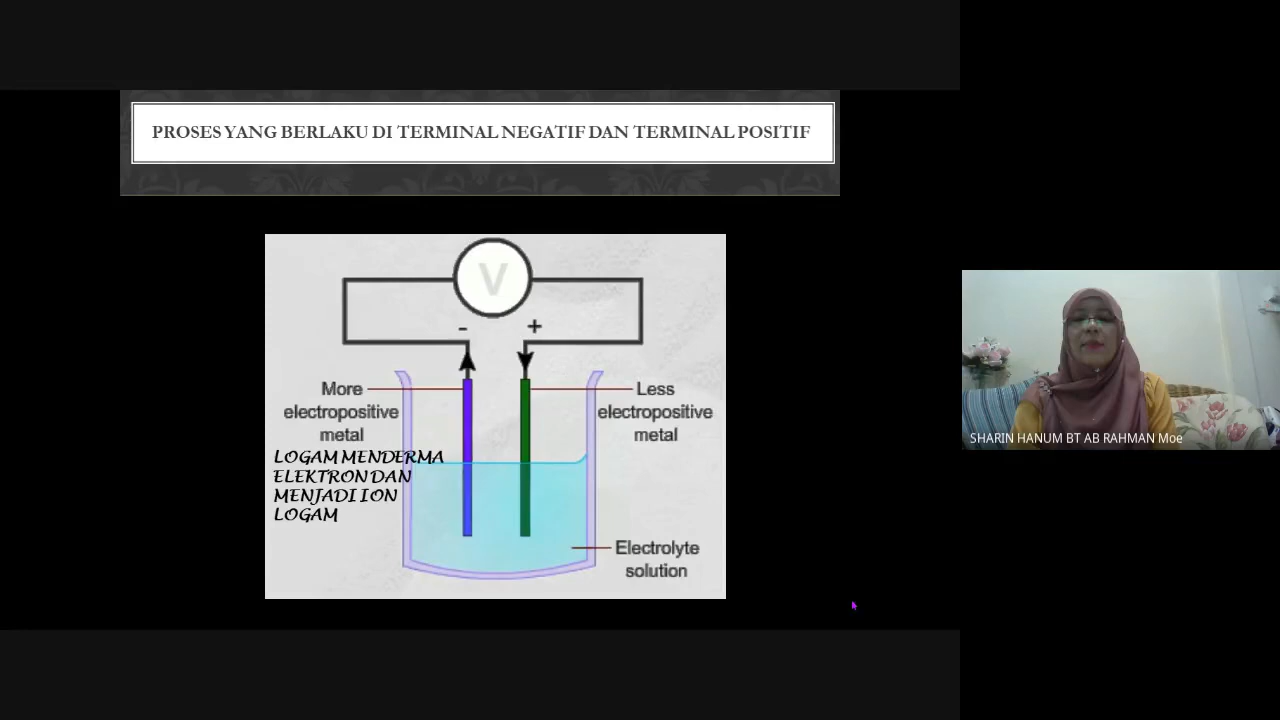 PROSES YANG BERLAKU DI TERMINAL NEGATIF DAN TERMINAL POSITIF
V
- +
More
electropositive
metal
Less
electropositive
metal
LOGAM MENDERMA
ELEKTRON DAN
MENJADI ION
LOGAM
Electrolyte
solution
SHARIN HANUM BT AB RAHMAN Moe